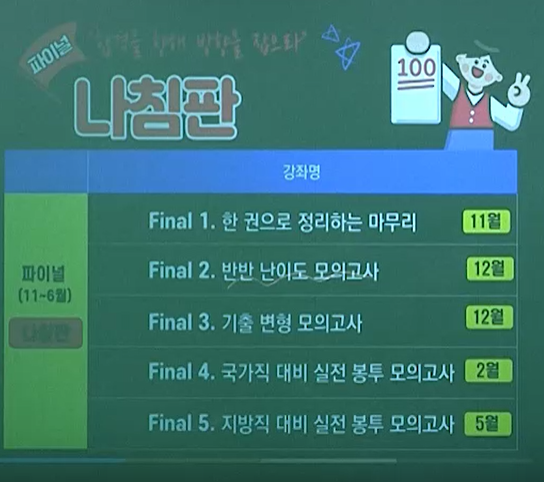 파이널
"합격을 향해 방향을 잡으라"
나침판
100
강좌명
Final 1. 한 권으로 정리하는 마무리 11월
파이널
(11~6월)
나침판
Final 2. 반반 난이도 모의고사 12월
Final 3. 기출 변형 모의고사 12월
Final 4. 국가직 대비 실전 봉투 모의고사 2월
Final 5. 지방직 대비 실전 봉투 모의고사 5월